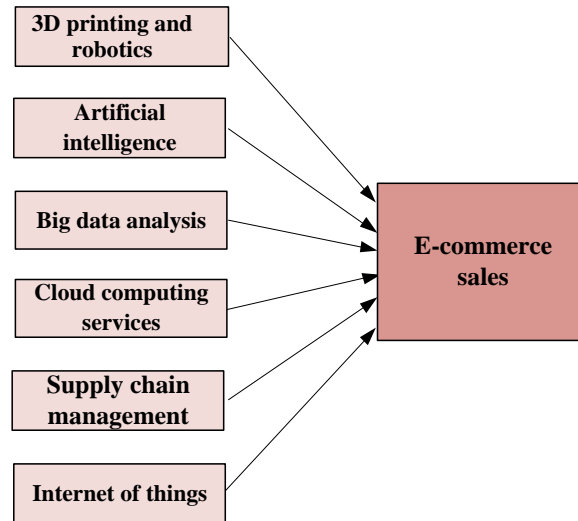 3D printing and
robotics
Artificial
intelligence
Big data analysis
Cloud computing
services
Supply chain
management
Internet of things
E-commerce
sales